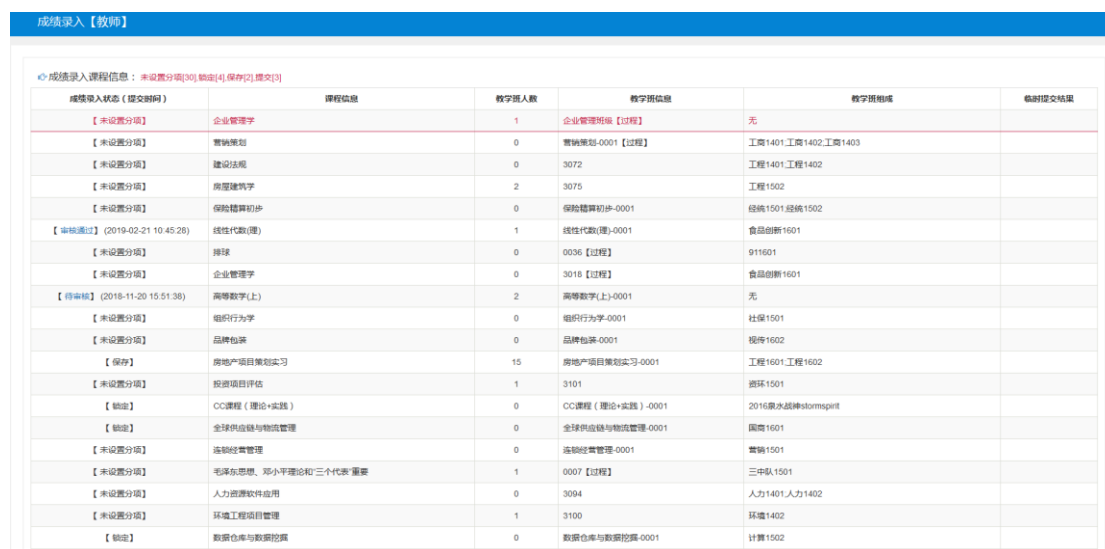 成绩录入【教师】
成绩录入课程信息： 未设置分项[30],锁定[4],保存[2],提交[3]
成绩录入状态（提交时间） 课程信息 教学班人数 教学班信息 教学班组成 临时提交结果
【 未设置分项】 企业管理学 1 企业管理班级【过程】 无
【 未设置分项】 营销策划 0 营销策划-0001【过程】 工商1401;工商1402;工商1403
【 未设置分项】 建设法规 0 3072 工程1401;工程1402
【 未设置分项】 房屋建筑学 2 3075 工程1502
【 未设置分项】 保险精算初步 0 保险精算初步-0001 经统1501;经统1502
【 审核通过】 (2019-02-21 10:45:28) 线性代数(理) 1 线性代数(理)-0001 食品创新1601
【 未设置分项】 排球 0 0036【过程】 911601
【 未设置分项】 企业管理学 0 3018【过程】 食品创新1601
【 待审核】 (2018-11-20 15:51:38) 高等数学(上) 2 高等数学(上)-0001 无
【 未设置分项】 组织行为学 0 组织行为学-0001 社保1501
【 未设置分项】 品牌包装 0 品牌包装-0001 视传1602
【 保存】 房地产项目策划实习 15 房地产项目策划实习-0001 工程1601;工程1602
【 未设置分项】 投资项目评估 1 3101 资环1501
【 锁定】 CC课程（理论+实践） 0 CC课程（理论+实践）-0001 2016泉水战神stormspirit
【 锁定】 全球供应链与物流管理 0 全球供应链与物流管理-0001 国商1601
【 未设置分项】 连锁经营管理 0 连锁经营管理-0001 营销1501
【 未设置分项】 毛泽东思想、邓小平理论和“三个代表”重要 1 0007【过程】 三中队1501
【 未设置分项】 人力资源软件应用 0 3094 人力1401;人力1402
【 未设置分项】 环境工程项目管理 1 3100 环境1402
【 锁定】 数据仓库与数据挖掘 0 数据仓库与数据挖掘-0001 计算1502